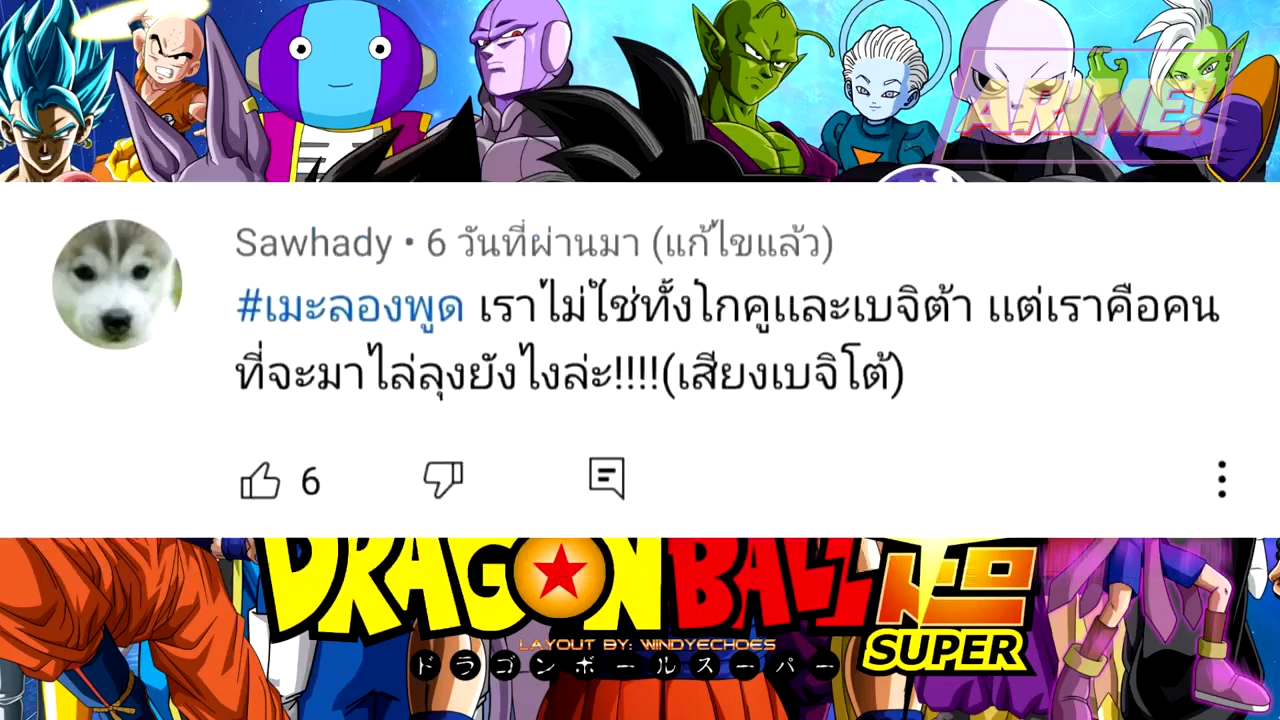 ARIME!
Sawhady • 6 วันที่ผ่านมา (แก้ไขแล้ว)
#เมะลองพูด เราไม่ใช่ทั้งโกคูและเบจิต้า แต่เราคือคน
ที่จะมาไล่ลุงยังไงล่ะ!!!!(เสียงเบจิโต้)
6
DRAGON BALL 超
SUPER
LAYOUT BY: WINDYECHOES
ドラゴンボールスーパー